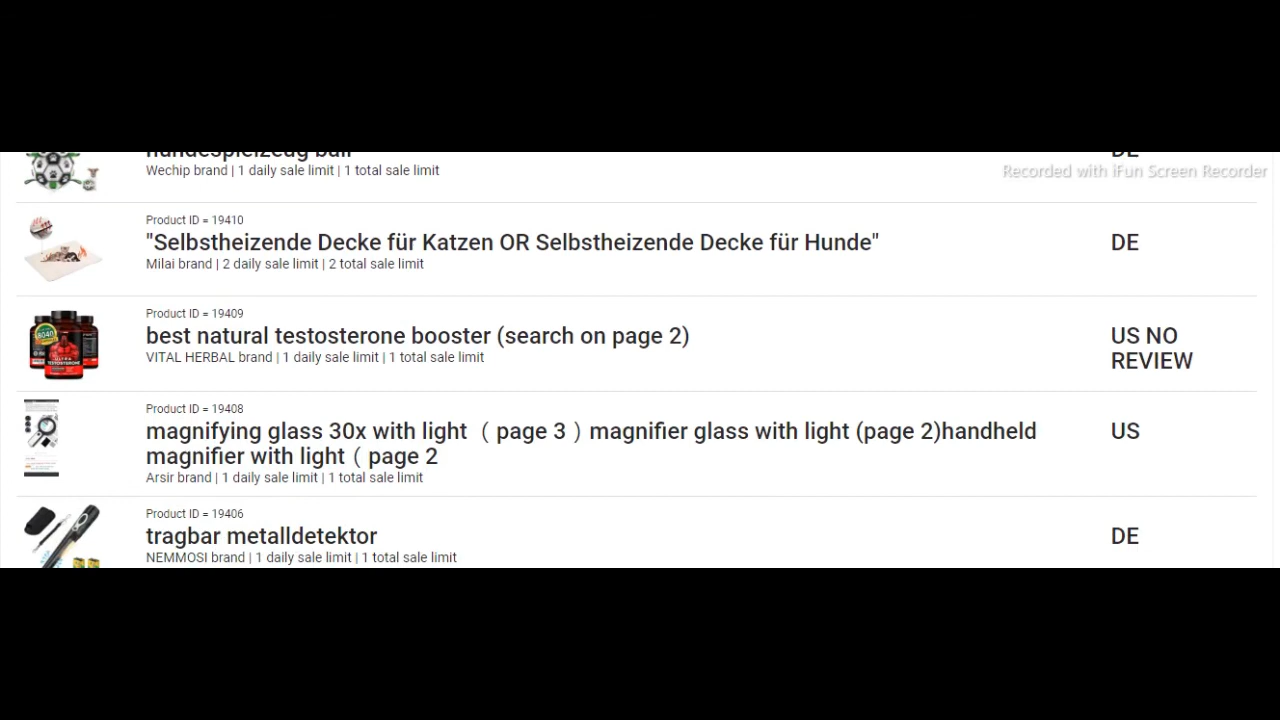 hundespielzeug ball
DE
Wechip brand | 1 daily sale limit | 1 total sale limit
Recorded with iFun Screen Recorder
Product ID = 19410
"Selbstheizende Decke für Katzen OR Selbstheizende Decke für Hunde"
DE
Milai brand | 2 daily sale limit | 2 total sale limit
Product ID = 19409
best natural testosterone booster (search on page 2)
US NO
REVIEW
VITAL HERBAL brand | 1 daily sale limit | 1 total sale limit
Product ID = 19408
magnifying glass 30x with light （ page 3 ）magnifier glass with light (page 2)handheld
magnifier with light（ page 2
US
Arsir brand | 1 daily sale limit | 1 total sale limit
Product ID = 19406
tragbar metalldetektor
DE
NEMMOSI brand | 1 daily sale limit | 1 total sale limit